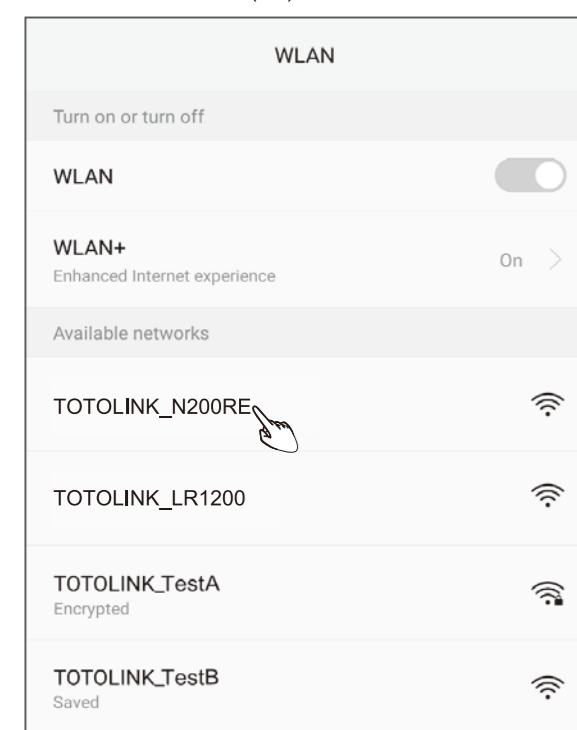 WLAN
Turn on or turn off
WLAN
WLAN+
Enhanced Internet experience
On
Available networks
TOTOLINK_N200RE
TOTOLINK_LR1200
TOTOLINK_TestA
Encrypted
TOTOLINK_TestB
Saved